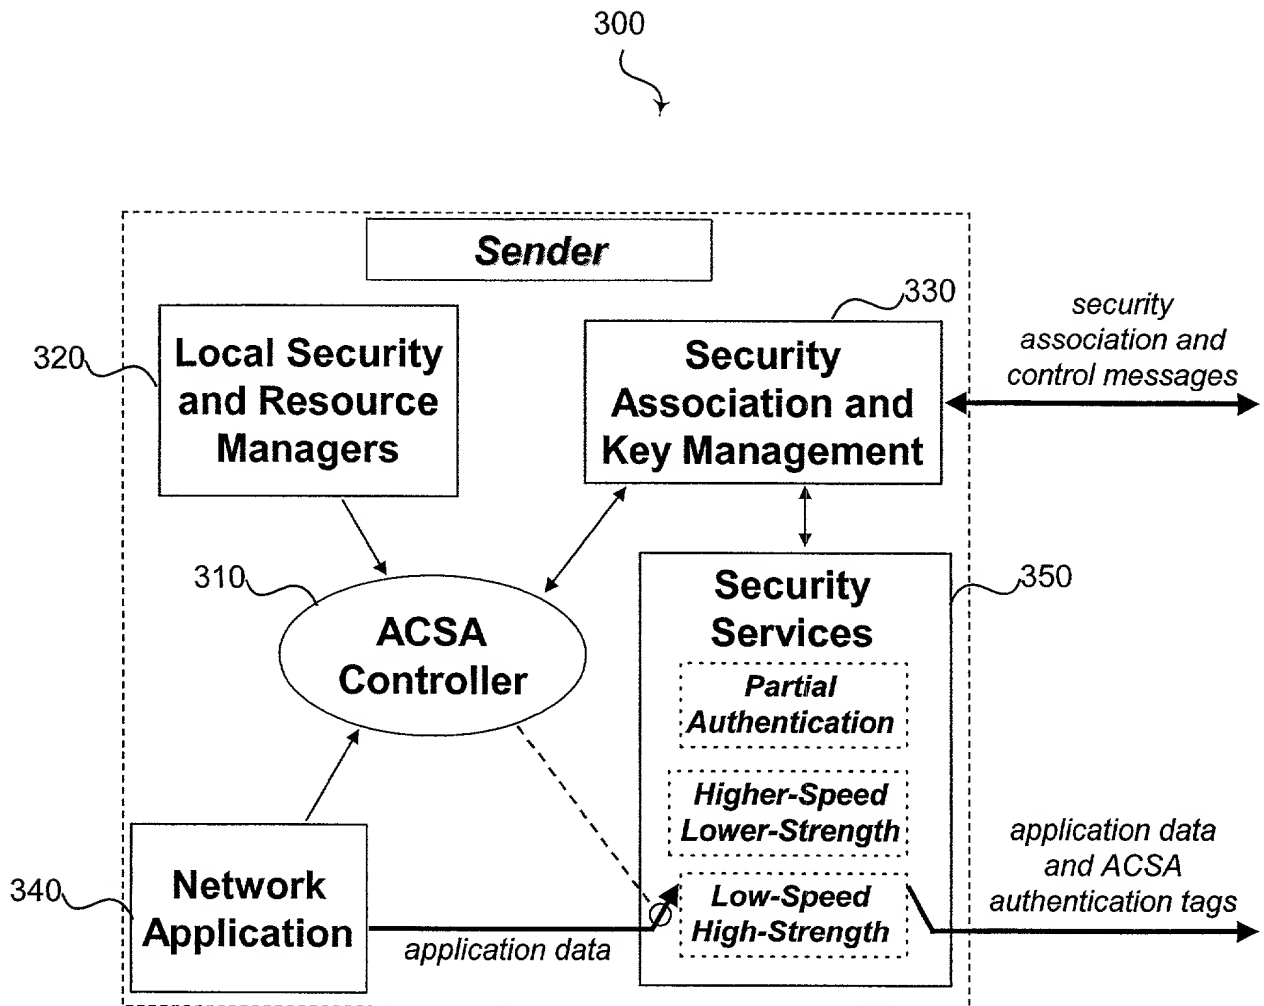 300
Sender
320
Local Security
and Resource
Managers
330
Security
Association and
Key Management
security
association and
control messages
310
ACSA
Controller
350
Security
Services
Partial
Authentication
Higher-Speed
Lower-Strength
Low-Speed
High-Strength
340
Network
Application
application data
application data
and ACSA
authentication tags